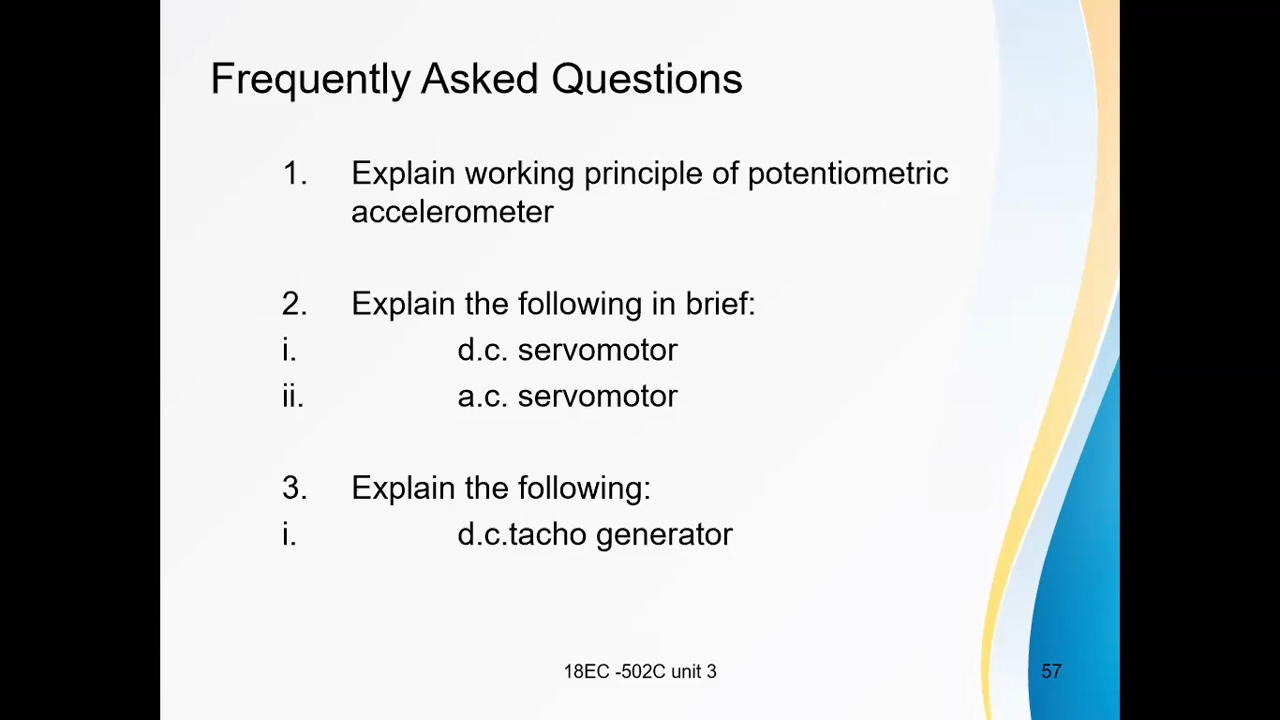 Frequently Asked Questions
1. Explain working principle of potentiometric
accelerometer
2. Explain the following in brief:
i. d.c. servomotor
ii. a.c. servomotor
3. Explain the following:
i. d.c.tacho generator
18EC -502C unit 3
57